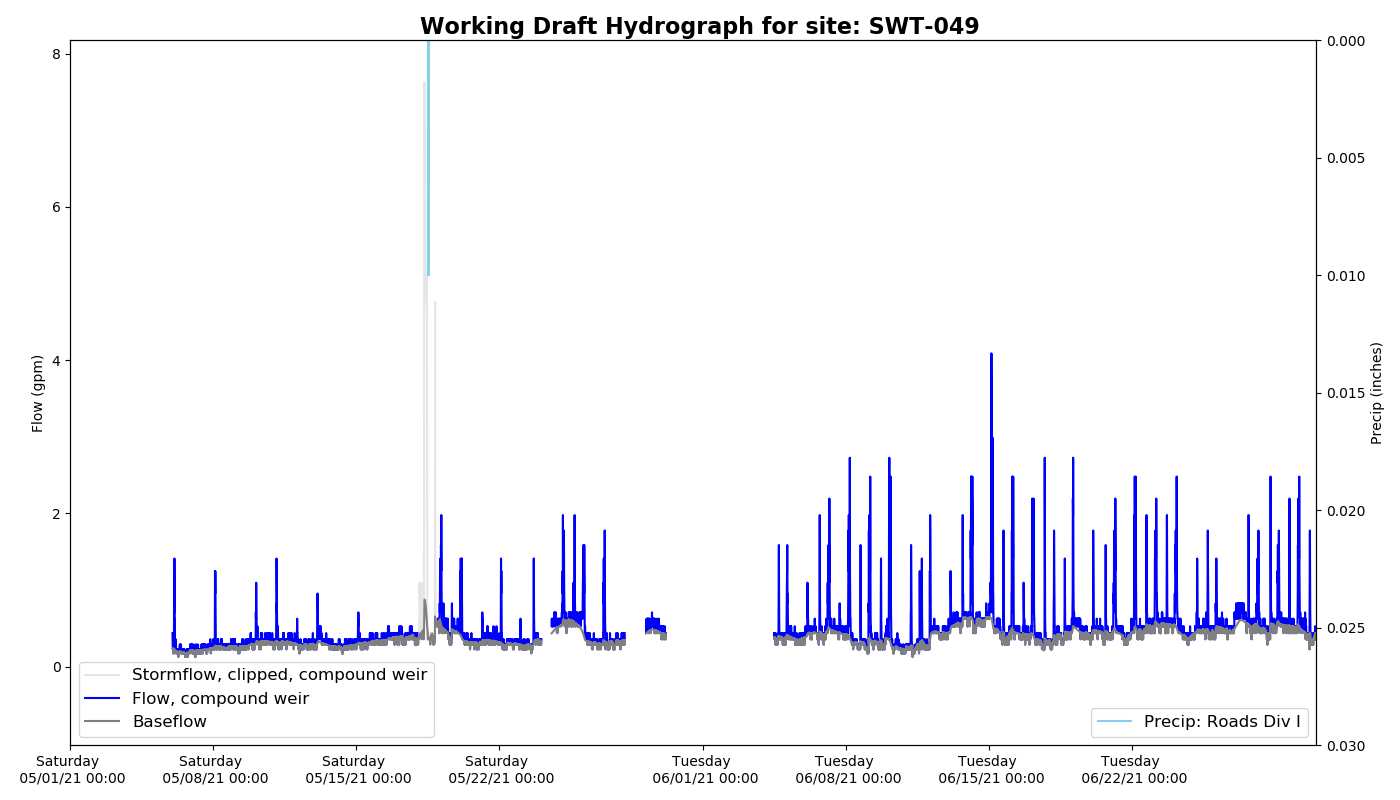 Working Draft Hydrograph for site: SWT-049
8
6
4
2
0
Flow (gpm)
0.000
0.005
0.010
0.015
0.020
0.025
0.030
Precip (inches)
Stormflow, clipped, compound weir
Flow, compound weir
Baseflow
Precip: Roads Div I
Saturday
05/01/21 00:00
Saturday
05/08/21 00:00
Saturday
05/15/21 00:00
Saturday
05/22/21 00:00
Tuesday
06/01/21 00:00
Tuesday
06/08/21 00:00
Tuesday
06/15/21 00:00
Tuesday
06/22/21 00:00